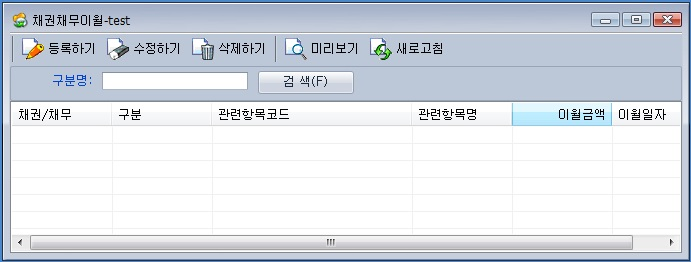 채권채무이월-test
등록하기 수정하기 삭제하기 미리보기 새로고침
구분명: 검 색(F)
채권/채무 구분 관련항목코드 관련항목명 이월금액 이월일자